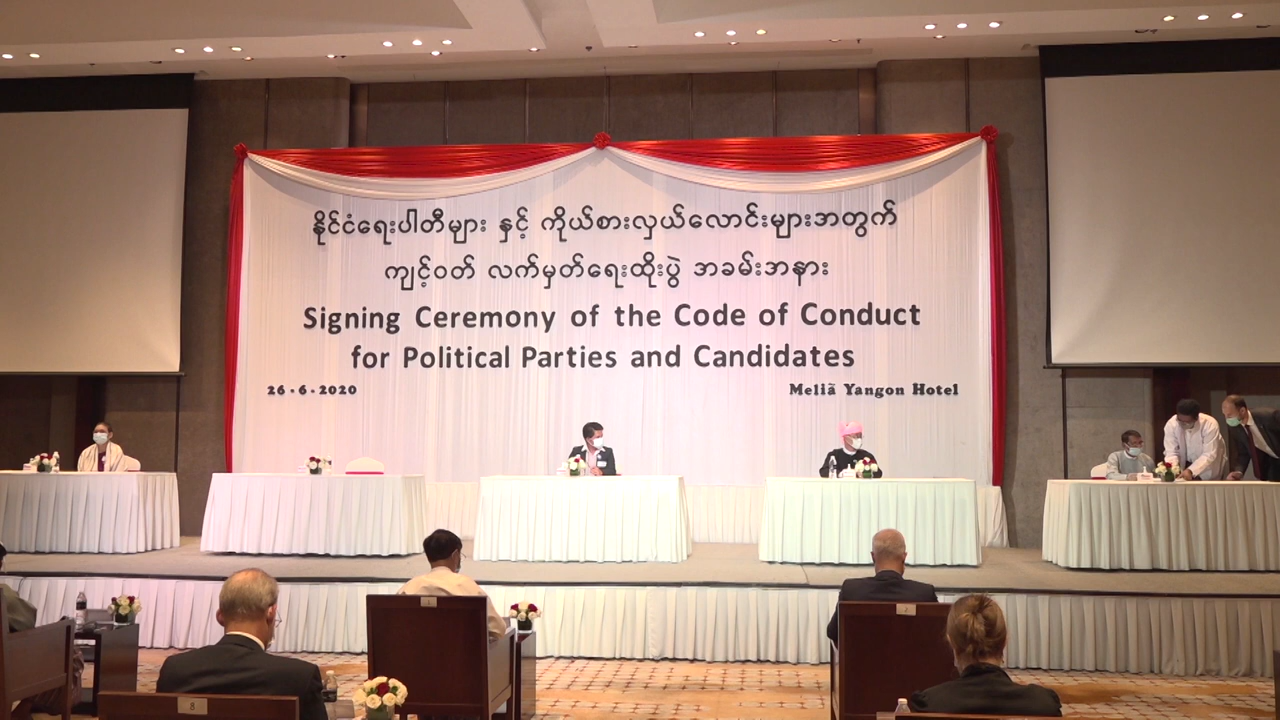 နိုင်ငံရေးပါတီများ နှင့် ကိုယ်စားလှယ်လောင်းများအတွက်
ကျင့်ဝတ် လက်မှတ်ရေးထိုးပွဲ အခမ်းအနား
Signing Ceremony of the Code of Conduct
for Political Parties and Candidates
26-6-2020 Meliã Yangon Hotel
8